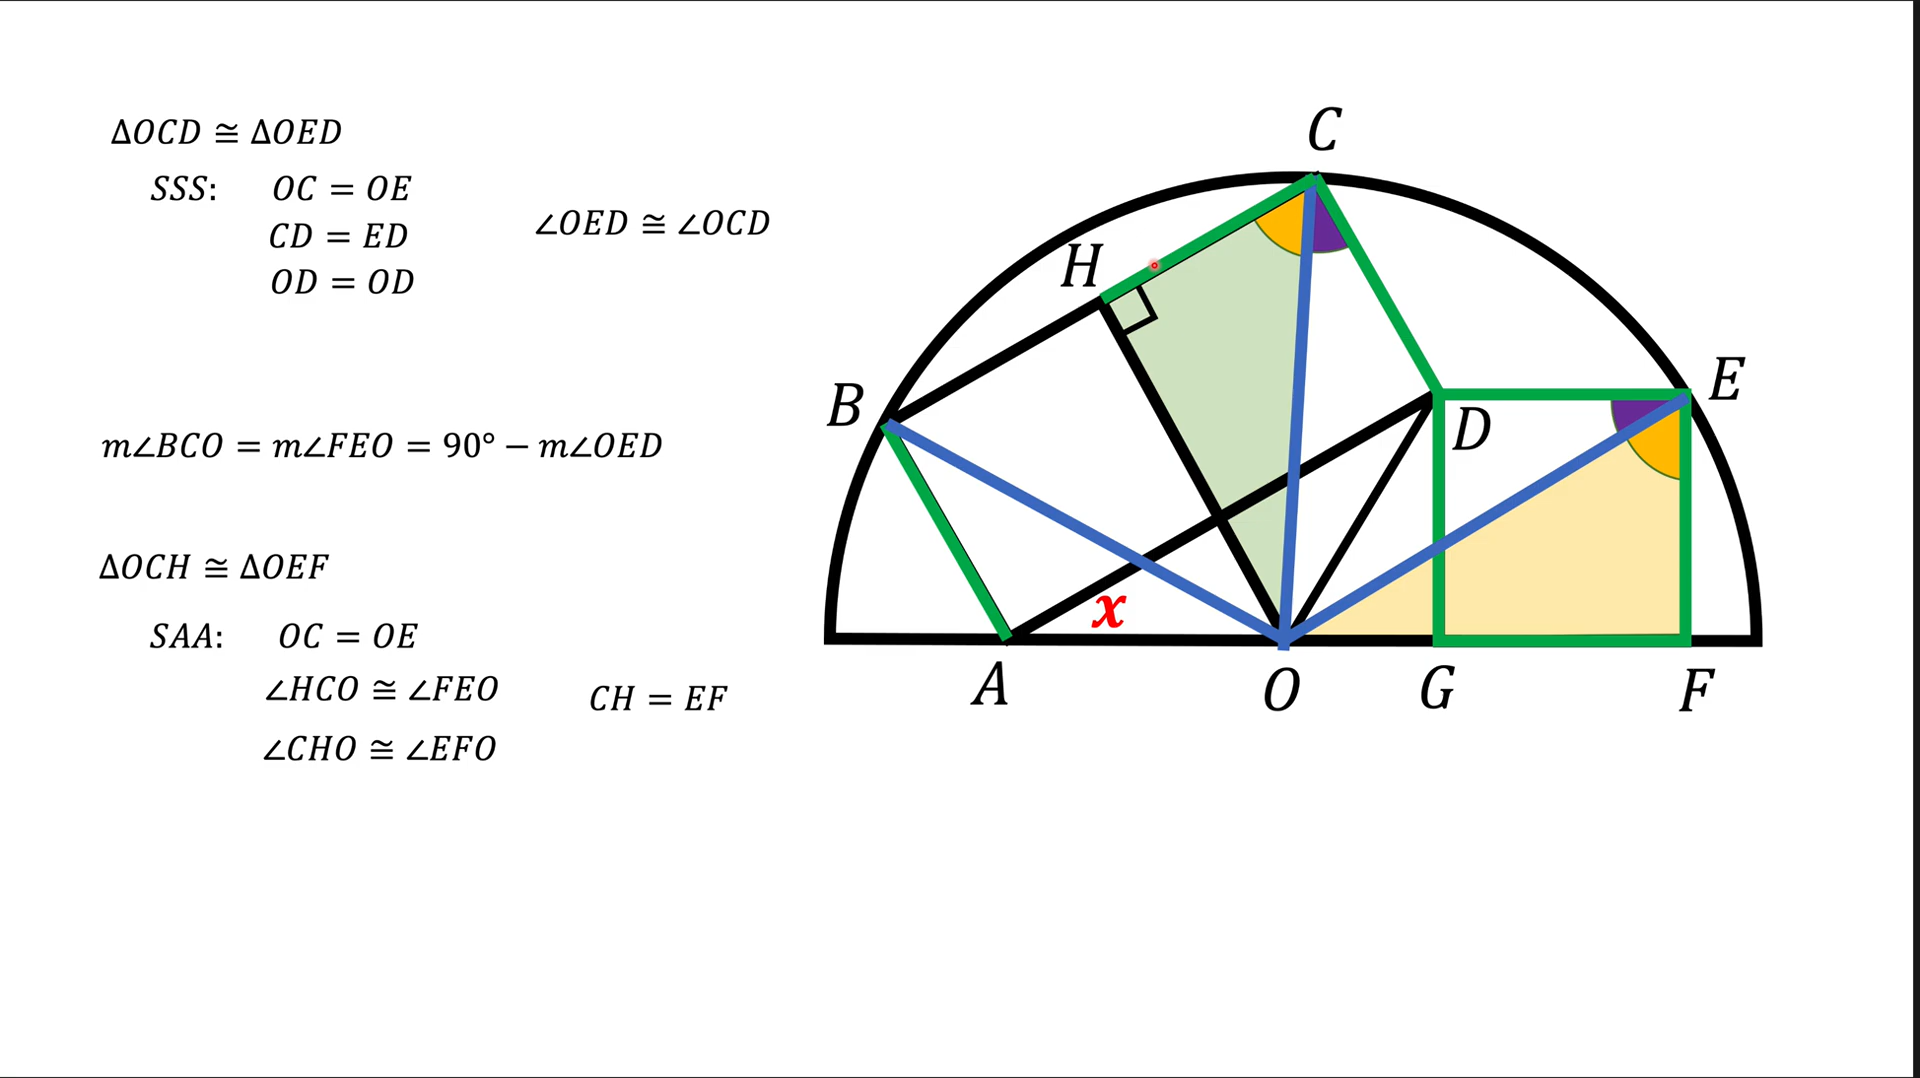 ΔOCD ≅ ΔOED
SSS: OC = OE
CD = ED
OD = OD
∠OED ≅ ∠OCD
m∠BCO = m∠FEO = 90° − m∠OED
ΔOCH ≅ ΔOEF
SAA: OC = OE
∠HCO ≅ ∠FEO
∠CHO ≅ ∠EFO
CH = EF
C
H
B
E
D
x
A
O
G
F